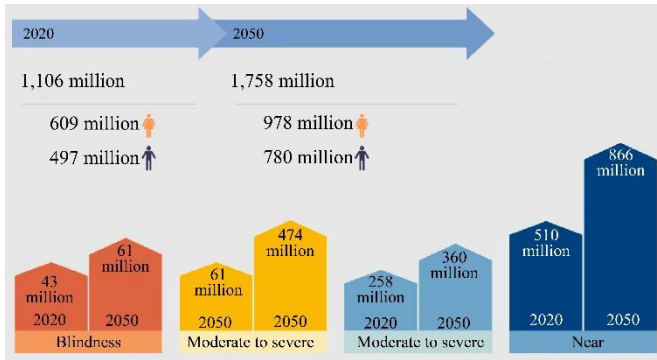 2020
2050
1,106 million
1,758 million
609 million
978 million
497 million
780 million
43
million
2020
61
million
2050
Blindness
61
million
2050
474
million
2050
Moderate to severe
258
million
2020
360
million
2050
Moderate to severe
510
million
2020
866
million
2050
Near